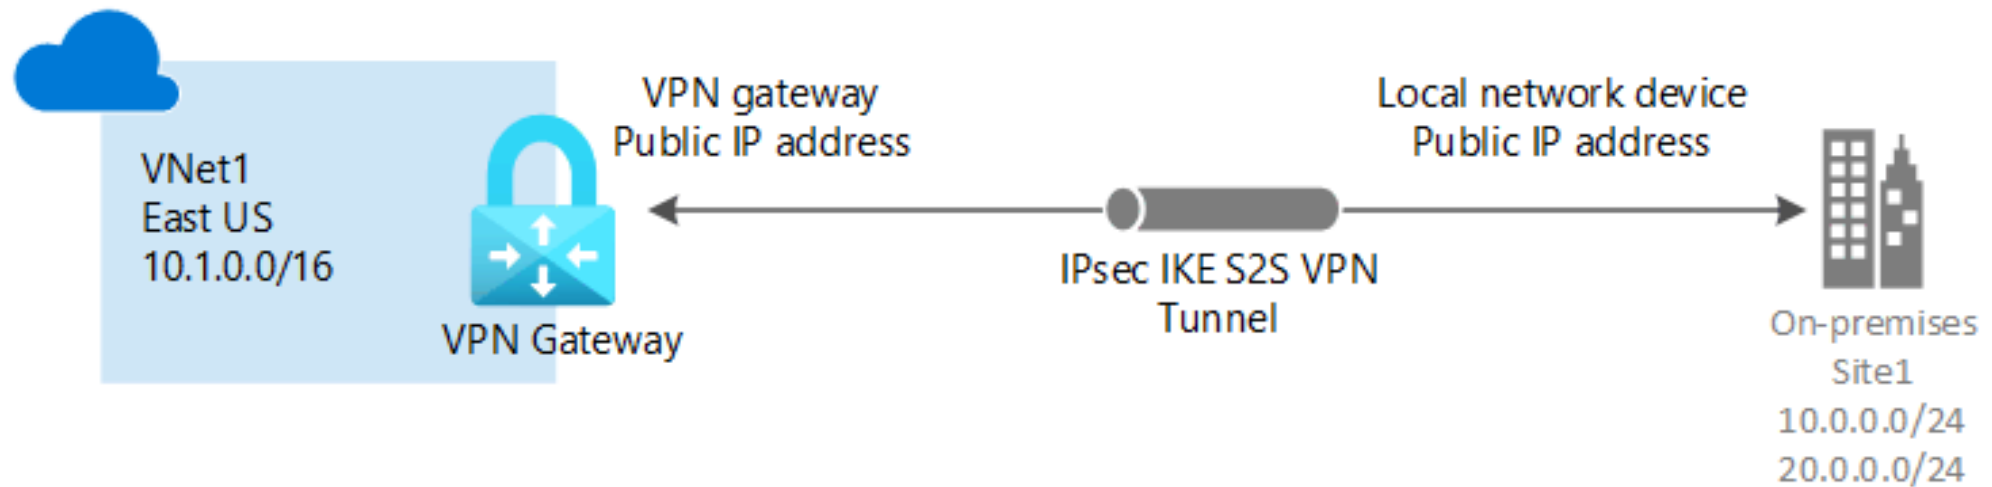 VNet1
East US
10.1.0.0/16
VPN Gateway
VPN gateway
Public IP address
IPsec IKE S2S VPN
Tunnel
Local network device
Public IP address
On-premises
Site1
10.0.0.0/24
20.0.0.0/24